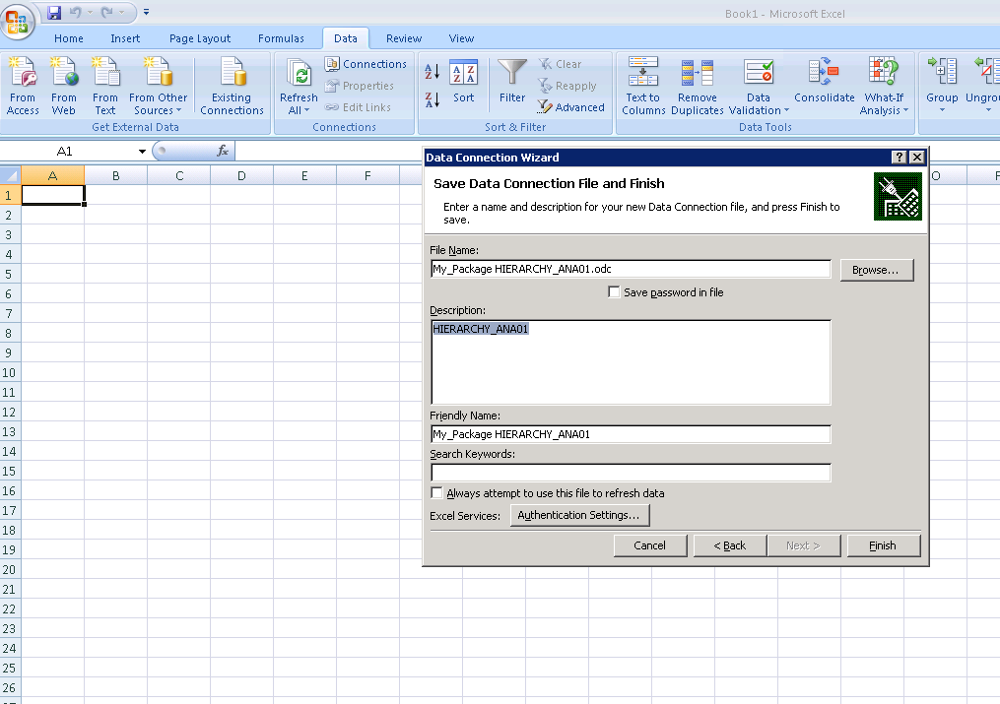 Book1 - Microsoft Excel
Home Insert Page Layout Formulas Data Review View
From Access
From Web
From Text
From Other Sources
Existing Connections
Get External Data
Refresh All
Connections
Properties
Edit Links
Connections
A Z
Z A
Sort
Filter
Clear
Reapply
Advanced
Sort & Filter
Text to Columns
Remove Duplicates
Data Validation
Consolidate
What-If Analysis
Data Tools
Group
Ungrou
A1
fx
A B C D E F O P
1
2
3
4
5
6
7
8
9
10
11
12
13
14
15
16
17
18
19
20
21
22
23
24
25
26
Data Connection Wizard
Save Data Connection File and Finish
Enter a name and description for your new Data Connection file, and press Finish to
save.
File Name:
My_Package HIERARCHY_ANA01.odc
Browse...
Save password in file
Description:
HIERARCHY_ANA01
Friendly Name:
My_Package HIERARCHY_ANA01
Search Keywords:
Always attempt to use this file to refresh data
Excel Services: Authentication Settings...
Cancel < Back Next > Finish